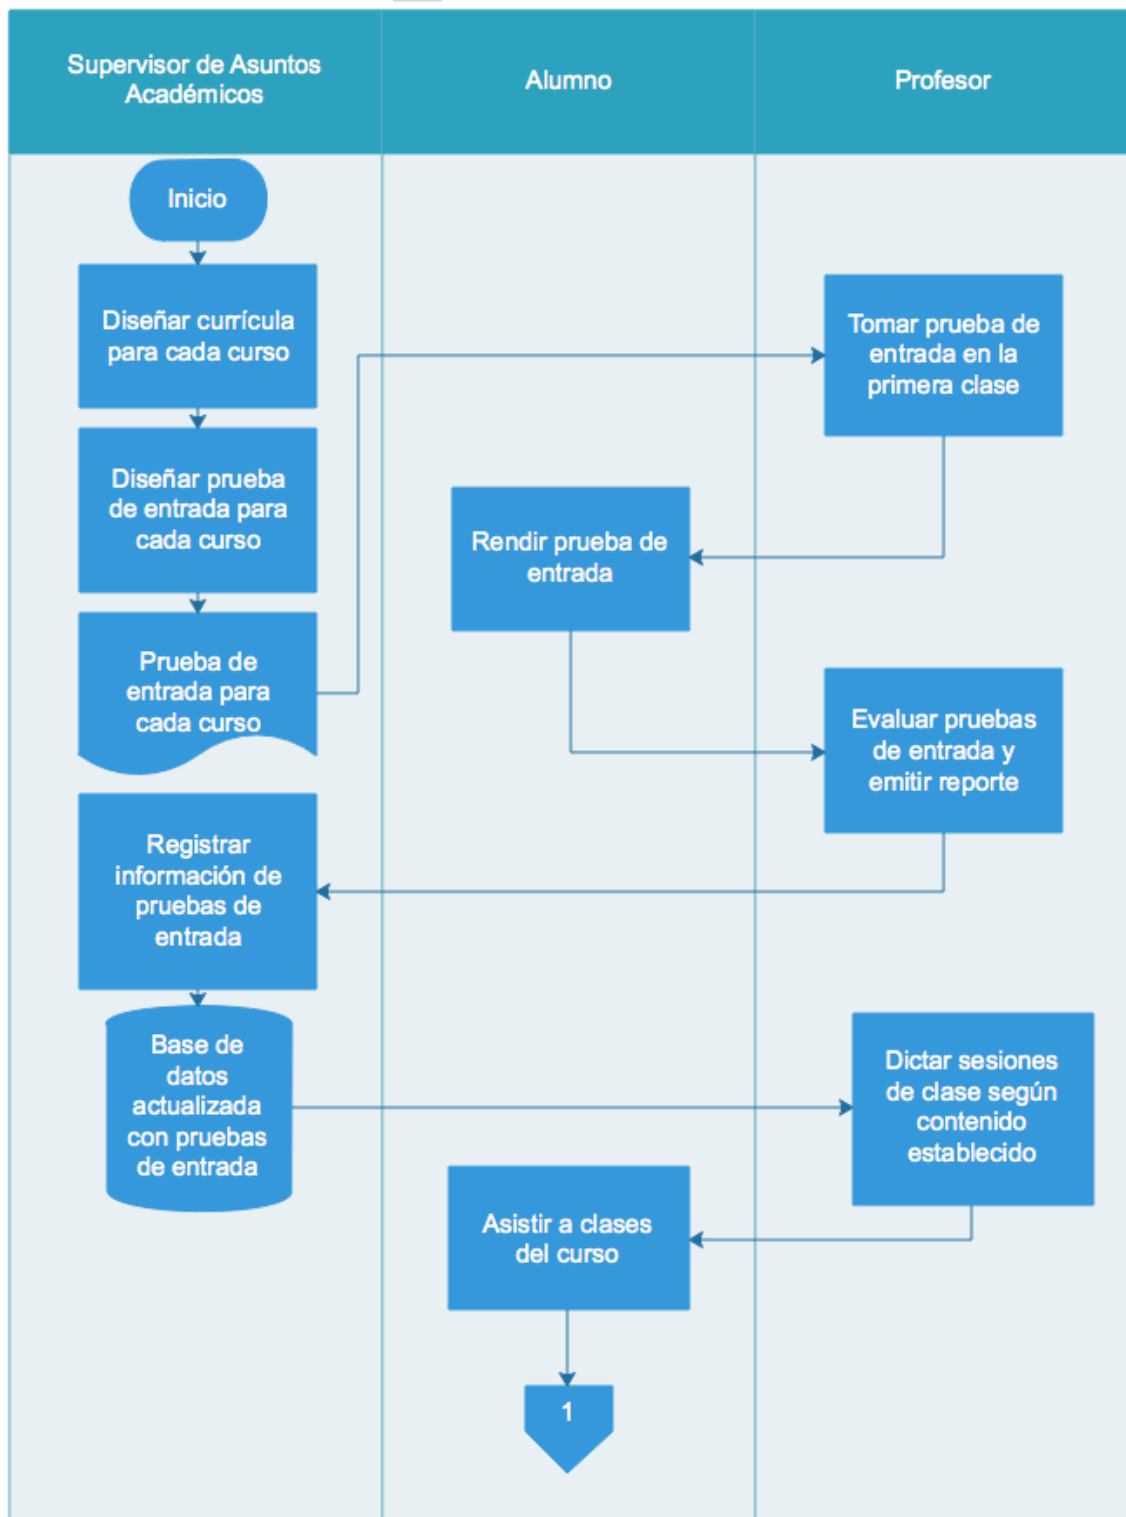 Supervisor de Asuntos
Académicos
Alumno
Profesor
Inicio
Diseñar currícula
para cada curso
Tomar prueba de
entrada en la
primera clase
Diseñar prueba
de entrada para
cada curso
Rendir prueba de
entrada
Prueba de
entrada para
cada curso
Evaluar pruebas
de entrada y
emitir reporte
Registrar
información de
pruebas de
entrada
Base de
datos
actualizada
con pruebas
de entrada
Dictar sesiones
de clase según
contenido
establecido
Asistir a clases
del curso
1